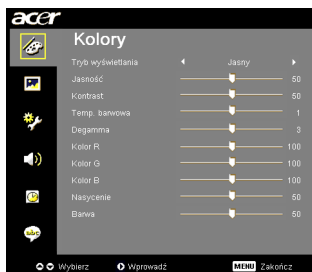 acer
Kolory
Tryb wyświetlania Jasny
Jasność 50
Kontrast 50
Temp. barwowa 1
Degamma 3
Kolor R 100
Kolor G 100
Kolor B 100
Nasycenie 50
Barwa 50
abc
Wybierz Wprowadź MENU Zakończ